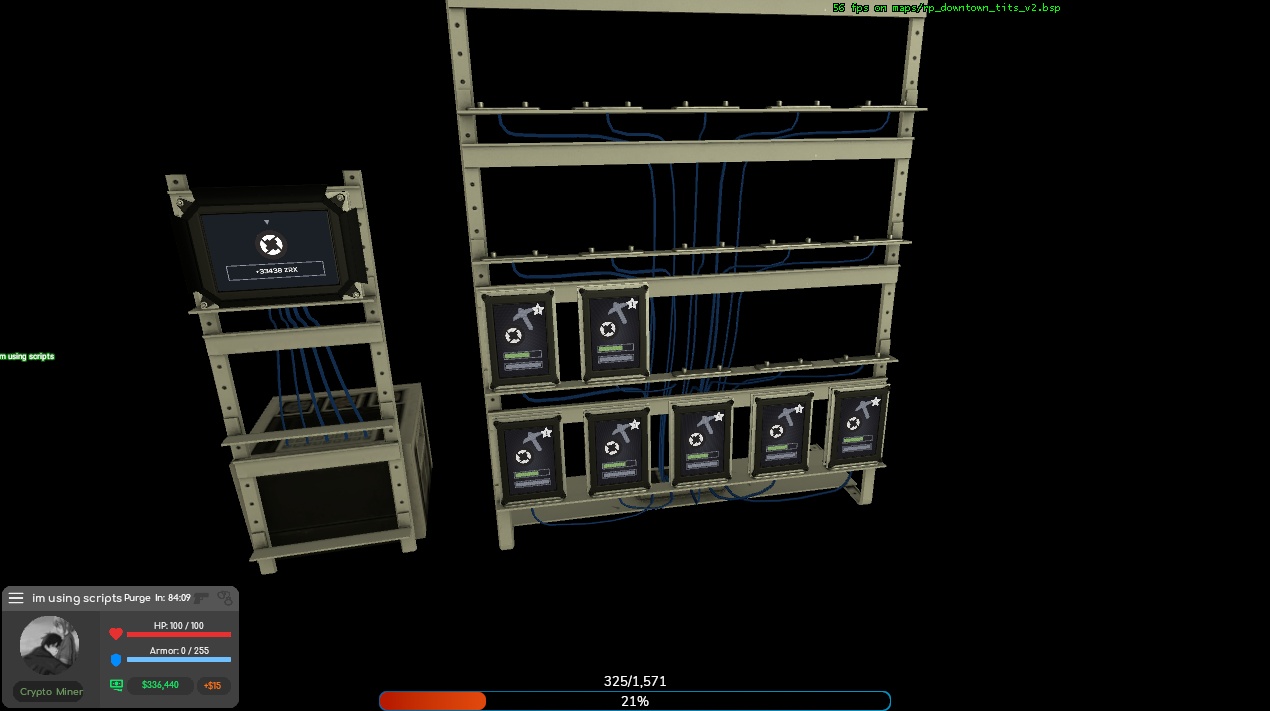 56 fps on maps/rp_downtown_tits_v2.bsp
+33438 ZRX
im using scripts
im using scripts Purge In: 84:09
HP: 100 / 100
Armor: 0 / 255
Crypto Miner
$336,440
+$15
325/1,571
21%